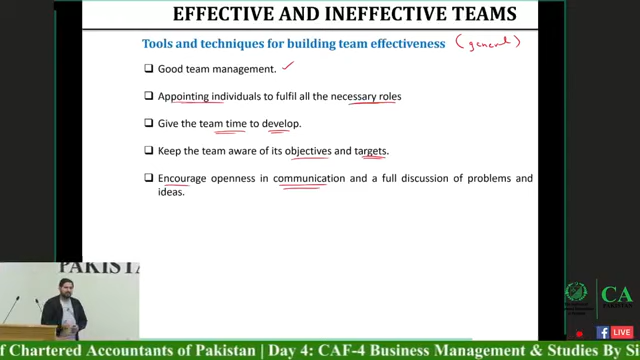 EFFECTIVE AND INEFFECTIVE TEAMS
Tools and techniques for building team effectiveness (general)
Good team management.
Appointing individuals to fulfil all the necessary roles
Give the team time to develop.
Keep the team aware of its objectives and targets.
Encourage openness in communication and a full discussion of problems and
ideas.
PAKISTA
CA
PAKISTAN
LIVE
of Chartered Accountants of Pakistan | Day 4: CAF-4 Business Management & Studies By Si